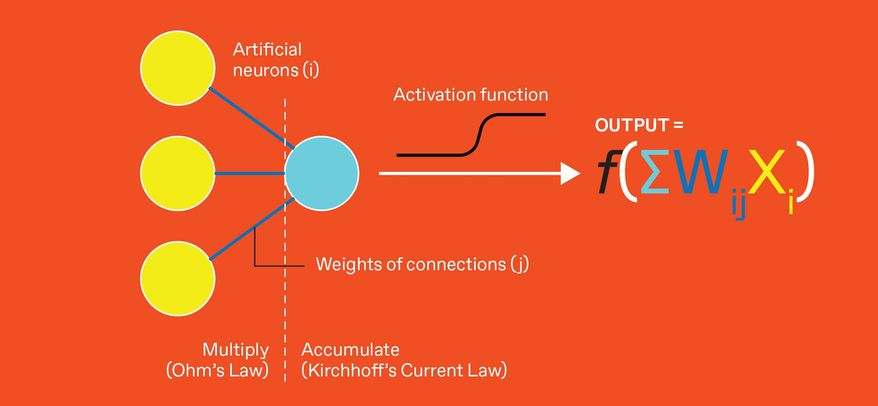 Artificial
neurons (i)
Activation function
OUTPUT =
f(ΣWijXi)
Weights of connections (j)
Multiply
(Ohm’s Law)
Accumulate
(Kirchhoff’s Current Law)